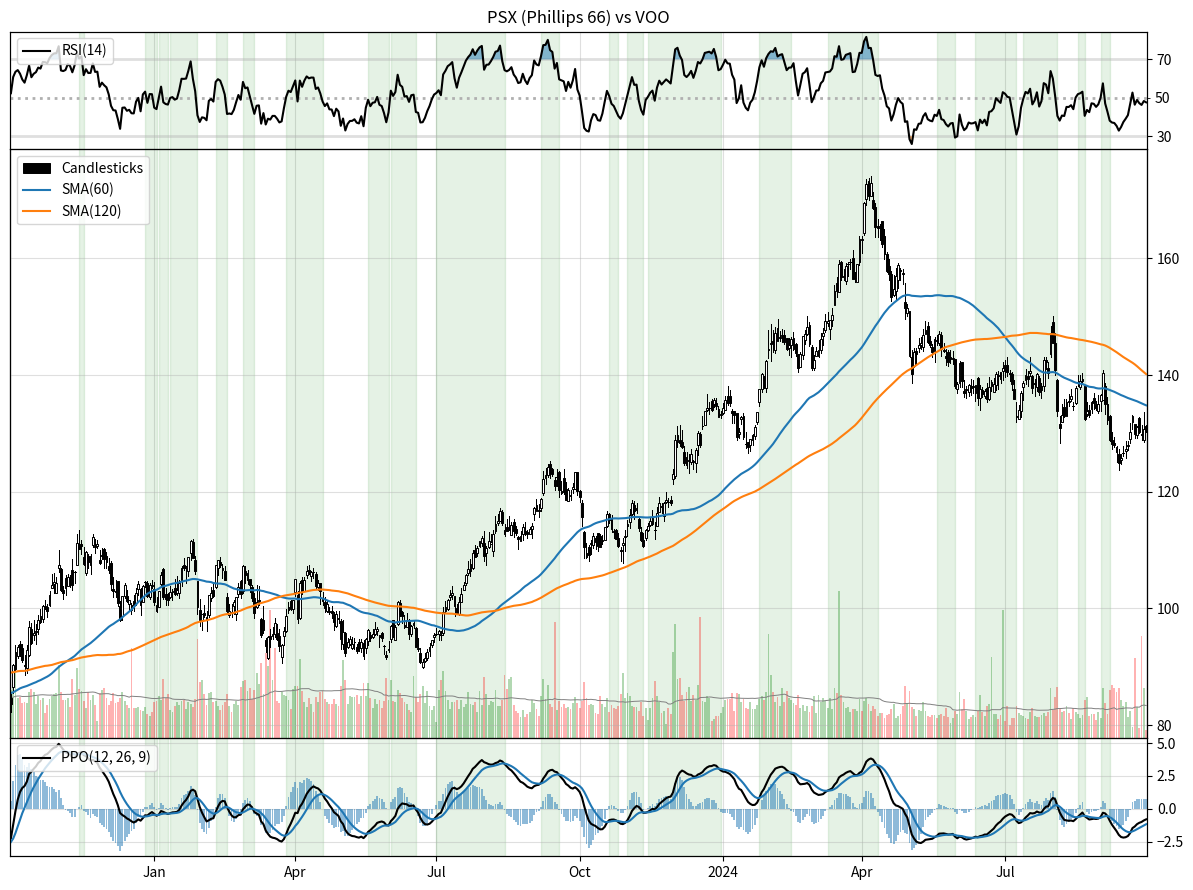 PSX (Phillips 66) vs VOO
RSI(14)
70
50
30
Candlesticks
SMA(60)
SMA(120)
160
140
120
100
80
PPO(12, 26, 9)
5.0
2.5
0.0
−2.5
Jan Apr Jul Oct 2024 Apr Jul